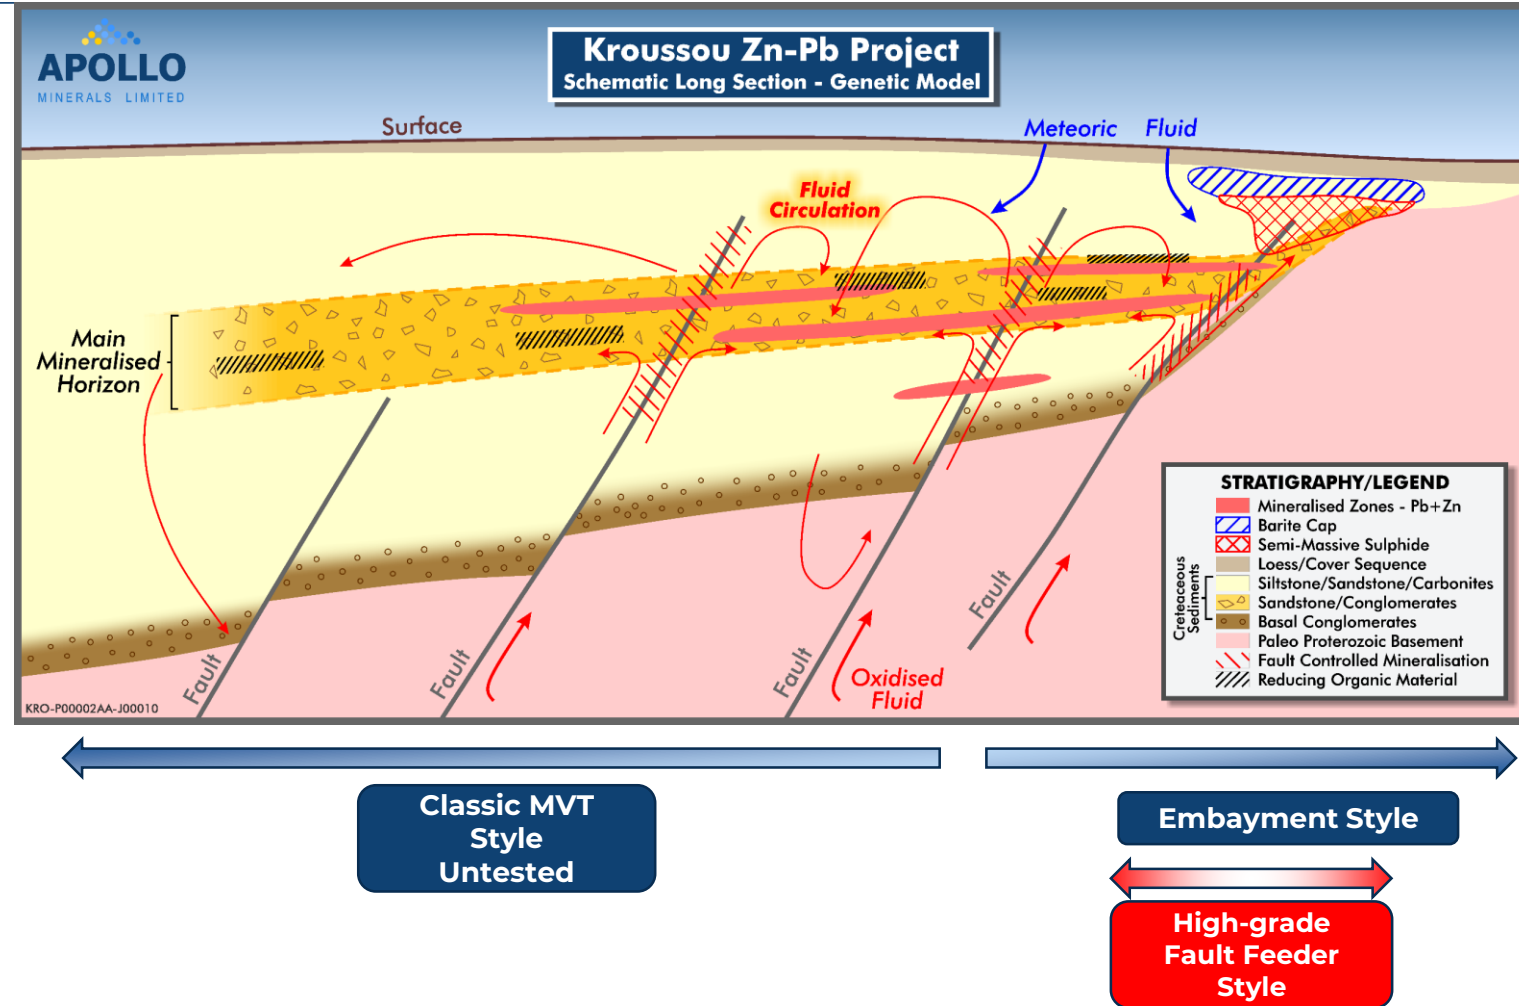 APOLLO
MINERALS LIMITED
Kroussou Zn-Pb Project
Schematic Long Section - Genetic Model
Surface
Meteoric Fluid
Fluid
Circulation
Main
Mineralised
Horizon
Fault
Fault
Fault
Fault
Oxidised
Fluid
KRO-P00002AA-J00010
STRATIGRAPHY/LEGEND
Mineralised Zones - Pb+Zn
Barite Cap
Semi-Massive Sulphide
Loess/Cover Sequence
Creteaceous
Sediments
Siltstone/Sandstone/Carbonites
Sandstone/Conglomerates
Basal Conglomerates
Paleo Proterozoic Basement
Fault Controlled Mineralisation
Reducing Organic Material
Classic MVT
Style
Untested
Embayment Style
High-grade
Fault Feeder
Style